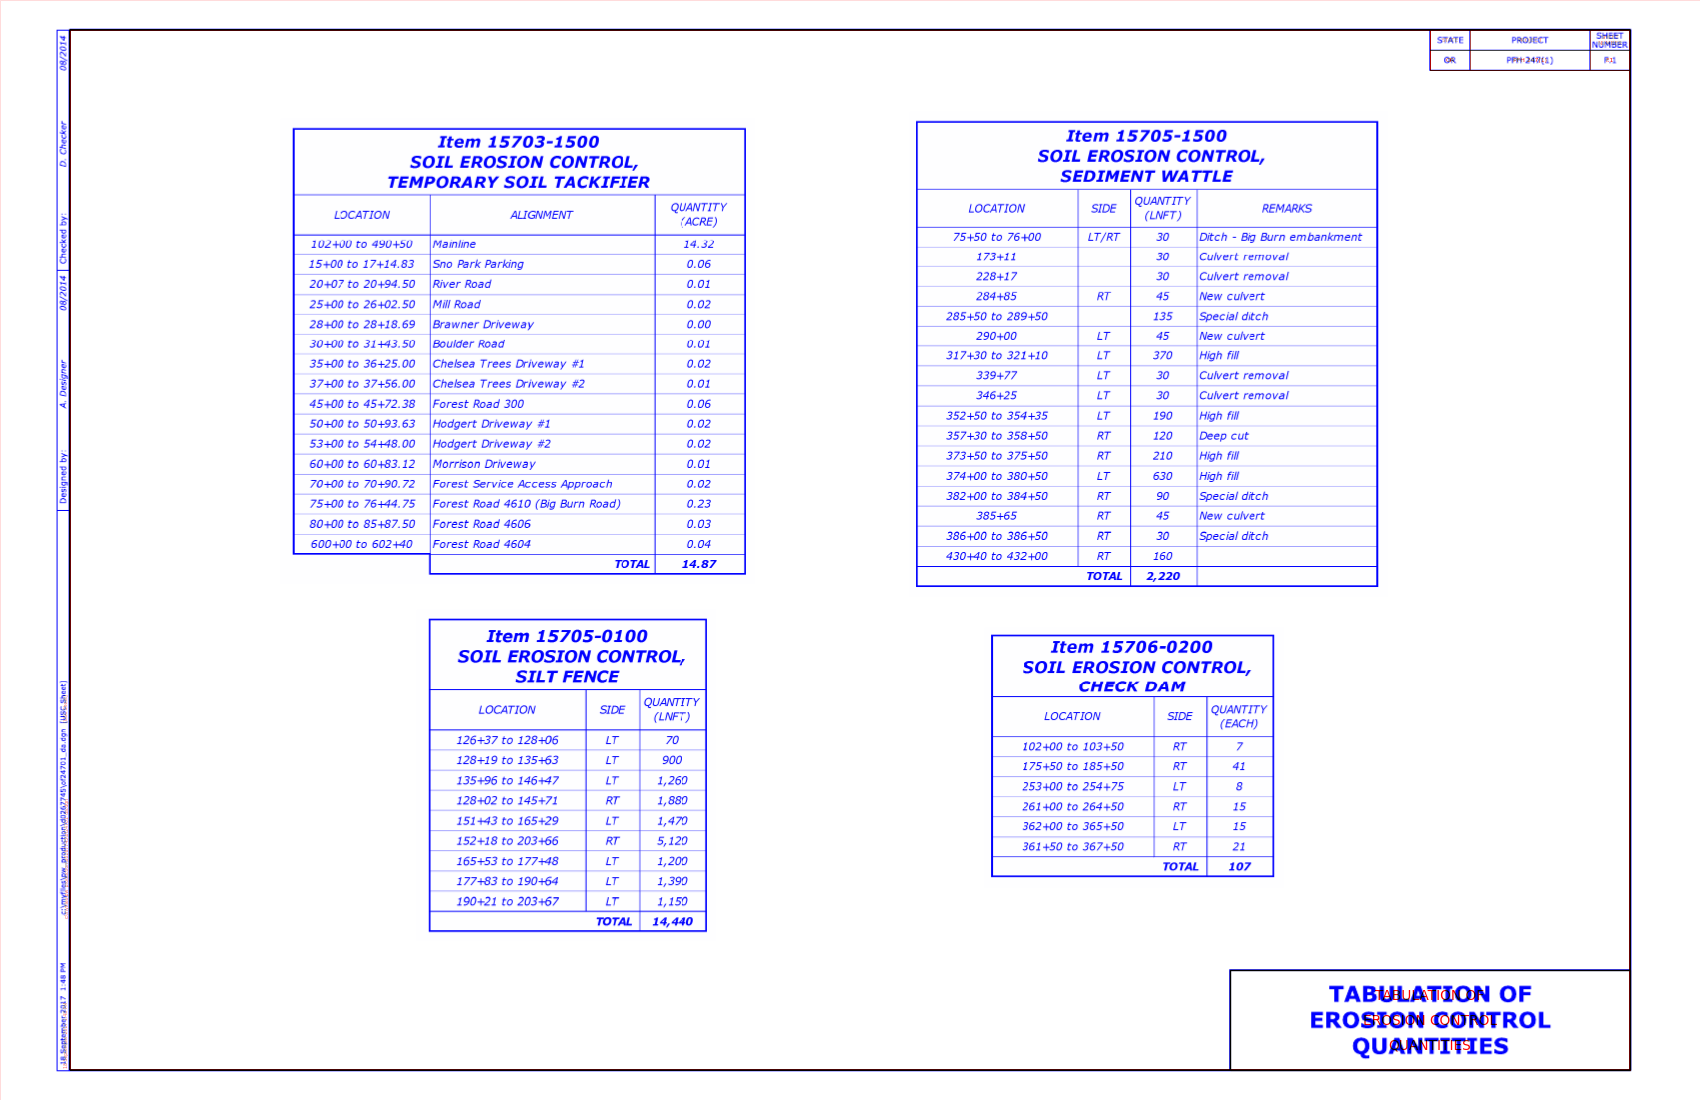 STATE PROJECT SHEET NUMBER
OR PFH 247(1)
Item 15703-1500
SOIL EROSION CONTROL,
TEMPORARY SOIL TACKIFIER
LOCATION ALIGNMENT QUANTITY (ACRE)
102+00 to 490+50 Mainline 14.32
15+00 to 17+14.83 Sno Park Parking 0.06
20+07 to 20+94.50 River Road 0.01
25+00 to 26+02.50 Mill Road 0.02
28+00 to 28+18.69 Brawner Driveway 0.00
30+00 to 31+43.50 Boulder Road 0.01
35+00 to 36+25.00 Chelsea Trees Driveway #1 0.02
37+00 to 37+56.00 Chelsea Trees Driveway #2 0.01
45+00 to 45+72.38 Forest Road 300 0.06
50+00 to 50+93.63 Hodgert Driveway #1 0.02
53+00 to 54+48.00 Hodgert Driveway #2 0.02
60+00 to 60+83.12 Morrison Driveway 0.01
70+00 to 70+90.72 Forest Service Access Approach 0.02
75+00 to 76+44.75 Forest Road 4610 (Big Burn Road) 0.23
80+00 to 85+87.50 Forest Road 4606 0.03
600+00 to 602+40 Forest Road 4604 0.04
TOTAL 14.87
Item 15705-1500
SOIL EROSION CONTROL,
SEDIMENT WATTLE
LOCATION SIDE QUANTITY (LNFT) REMARKS
75+50 to 76+00 LT/RT 30 Ditch - Big Burn embankment
173+11 30 Culvert removal
228+17 30 Culvert removal
284+85 RT 45 New culvert
285+50 to 289+50 135 Special ditch
290+00 LT 45 New culvert
317+30 to 321+10 LT 370 High fill
339+77 LT 30 Culvert removal
346+25 LT 30 Culvert removal
352+50 to 354+35 LT 190 High fill
357+30 to 358+50 RT 120 Deep cut
373+50 to 375+50 RT 210 High fill
374+00 to 380+50 LT 630 High fill
382+00 to 384+50 RT 90 Special ditch
385+65 RT 45 New culvert
386+00 to 386+50 RT 30 Special ditch
430+40 to 432+00 RT 160
TOTAL 2,220
Item 15705-0100
SOIL EROSION CONTROL,
SILT FENCE
LOCATION SIDE QUANTITY (LNFT)
126+37 to 128+06 LT 70
128+19 to 135+63 LT 900
135+96 to 146+47 LT 1,260
128+02 to 145+71 RT 1,880
151+43 to 165+29 LT 1,470
152+18 to 203+66 RT 5,120
165+53 to 177+48 LT 1,200
177+83 to 190+64 LT 1,390
190+21 to 203+67 LT 1,150
TOTAL 14,440
Item 15706-0200
SOIL EROSION CONTROL,
CHECK DAM
LOCATION SIDE QUANTITY (EACH)
102+00 to 103+50 RT 7
175+50 to 185+50 RT 41
253+00 to 254+75 LT 8
261+00 to 264+50 RT 15
362+00 to 365+50 LT 15
361+50 to 367+50 RT 21
TOTAL 107
TABULATION OF
EROSION CONTROL
QUANTITIES
TABULATION OF
EROSION CONTROL
QUANTITIES
Checked by: D. Checker 08/2014
Designed by: A. Designer 08/2014
18 September 2017 1:48 PM